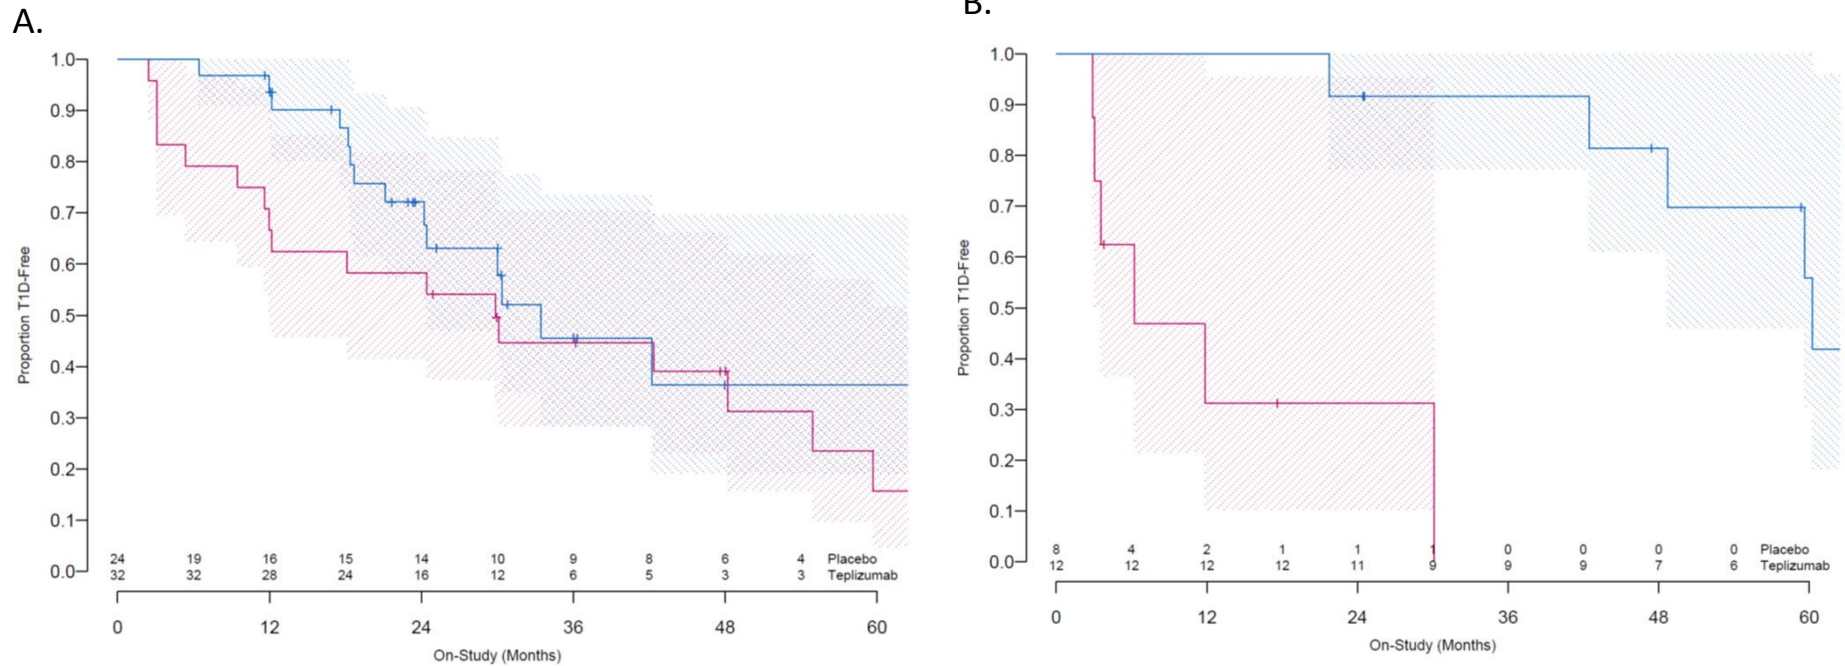 A.
1.0
0.9
0.8
0.7
0.6
0.5
0.4
0.3
0.2
0.1
0.0
Proportion T1D-Free
24 19 16 15 14 10 9 8 6 4 Placebo
32 32 28 24 16 12 6 5 3 3 Teplizumab
0 12 24 36 48 60
On-Study (Months)
B.
1.0
0.9
0.8
0.7
0.6
0.5
0.4
0.3
0.2
0.1
0.0
Proportion T1D-Free
8 4 2 1 1 1 0 0 0 0 Placebo
12 12 12 12 11 9 9 9 7 6 Teplizumab
0 12 24 36 48 60
On-Study (Months)